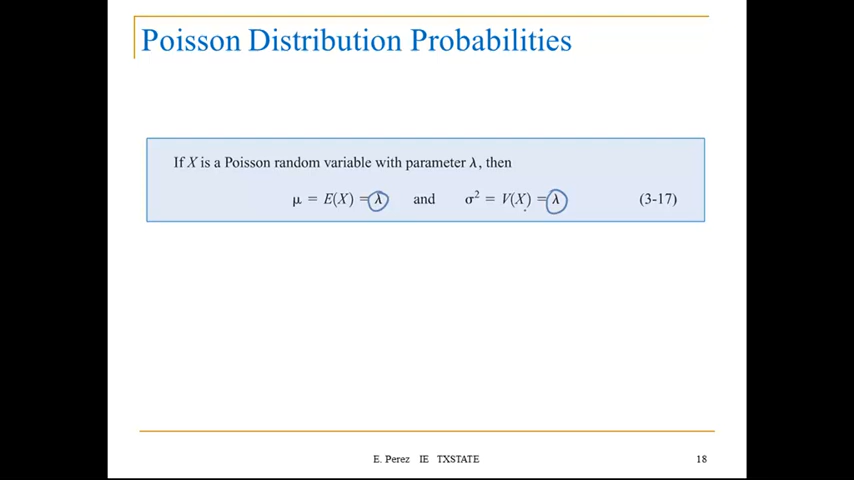 Poisson Distribution Probabilities
If X is a Poisson random variable with parameter λ, then
μ = E(X) = λ and σ² = V(X) = λ (3-17)
E. Perez IE TXSTATE 18